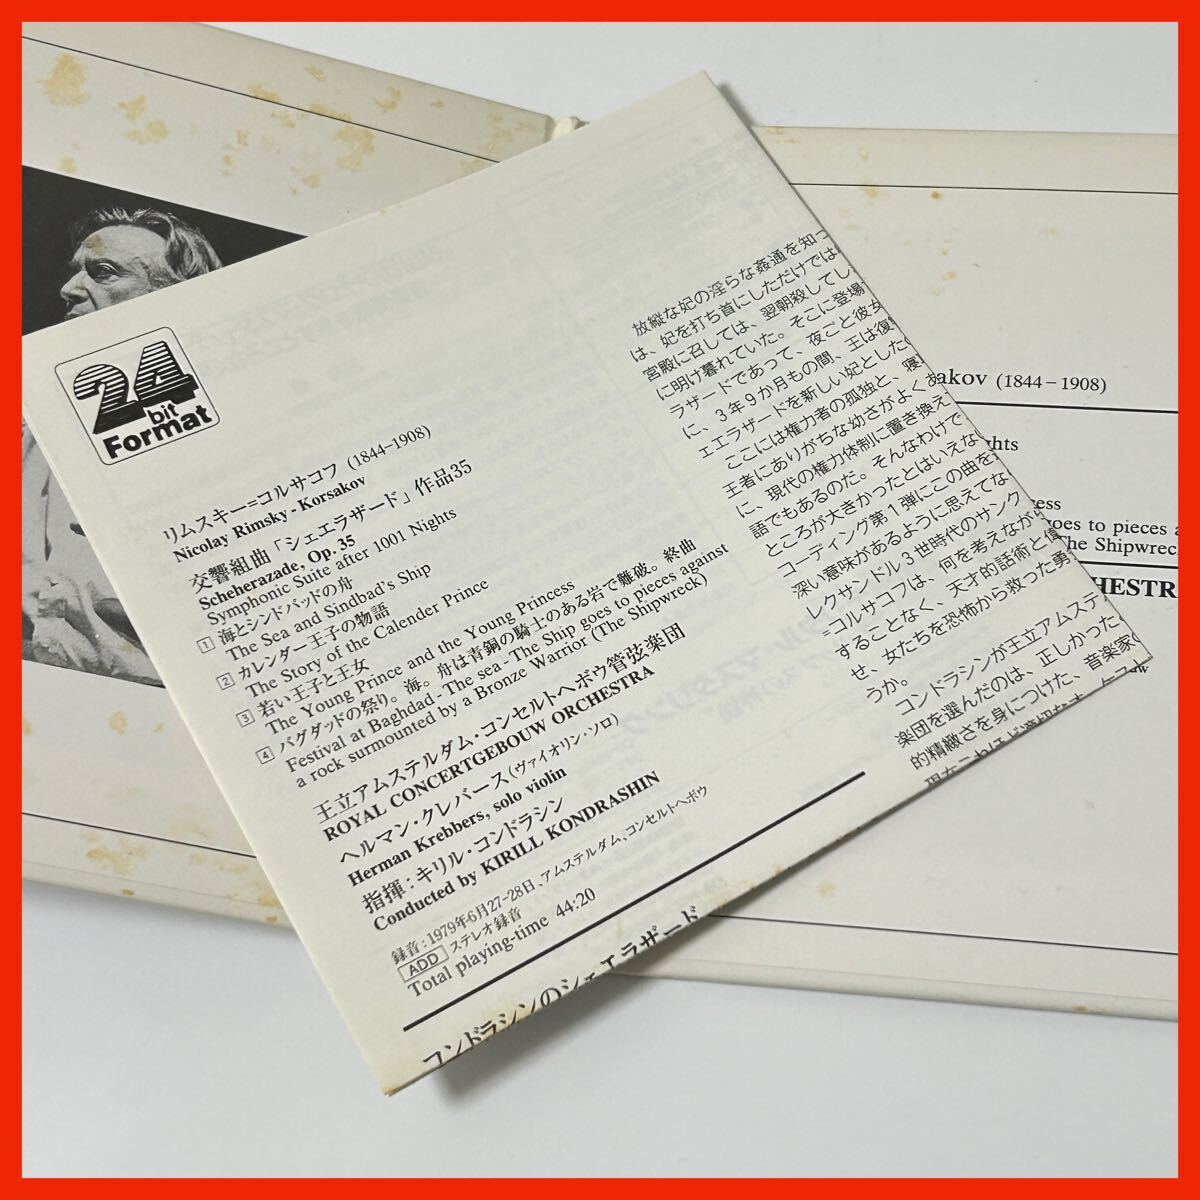 24
bit
Format
リムスキー=コルサコフ (1844–1908)
Nicolay Rimsky-Korsakov
交響組曲「シェエラザード」作品35
Scheherazade, Op. 35
Symphonic Suite after 1001 Nights
1 海とシンドバッドの舟
The Sea and Sindbad's Ship
2 カレンダー王子の物語
The Story of the Calender Prince
3 若い王子と王女
The Young Prince and the Young Princess
4 バグダッドの祭り。海。舟は青銅の騎士のある岩で難破。終曲
Festival at Baghdad-The sea-The Ship goes to pieces against
a rock surmounted by a Bronze Warrior (The Shipwreck)
王立アムステルダム・コンセルトヘボウ管弦楽団
ROYAL CONCERTGEBOUW ORCHESTRA
ヘルマン・クレバース(ヴァイオリン・ソロ)
Herman Krebbers, solo violin
指揮:キリル・コンドラシン
Conducted by KIRILL KONDRASHIN
録音:1979年6月27-28日、アムステルダム、コンセルトヘボウ
ADD ステレオ録音
Total playing-time 44:20
コンドラシンのシェエラザード
放縦な妃の淫らな姦通を知っ
は、妃を打ち首にしただけでは
宮殿に召しては、翌朝殺してし
に明け暮れていた。そこに登場
ラザードであって、夜ごと彼女
に、3年9か月もの間、王は復讐
ェエラザードを新しい妃とした
ここには権力者の孤独と、寝
王者にありがちな幼さがよくあ
に、現代の権力体制に置き換え
語でもあるのだ。そんなわけで
ところが大きかったとはいえな
コーディング第1弾にこの曲を
深い意味があるように思えてな
レクサンドル3世時代のサンク
=コルサコフは、何を考えながら
することなく、天才的話術と
せ、女たちを恐怖から救った勇
うか。
コンドラシンが王立アムステ
楽団を選んだのは、正しかった
的精緻さを身につけた、音楽家
akov (1844–1908)
ghts
ess
oes to pieces a
The Shipwreck
HESTR